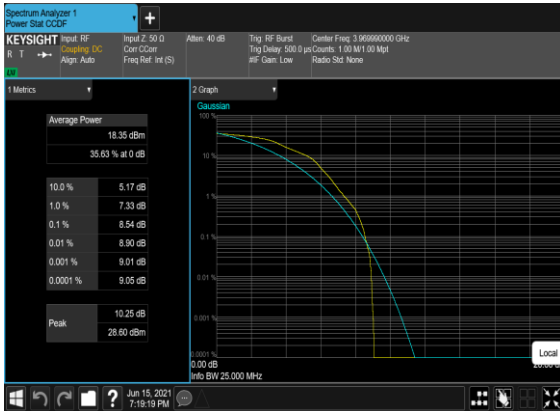 Spectrum Analyzer 1
Power Stat CCDF
+
KEYSIGHT
R T
Input: RF
Coupling: DC
Align: Auto
Input Z: 50 Ω
Corr CCorr
Freq Ref: Int (S)
Atten: 40 dB
Trig: RF Burst
Trig Delay: 500.0 µs
#IF Gain: Low
Center Freq: 3.969990000 GHz
Counts: 1.00 M/1.00 Mpt
Radio Std: None
1 Metrics
Average Power
18.35 dBm
35.63 % at 0 dB
10.0 % 5.17 dB
1.0 % 7.33 dB
0.1 % 8.54 dB
0.01 % 8.90 dB
0.001 % 9.01 dB
0.0001 % 9.05 dB
Peak
10.25 dB
28.60 dBm
2 Graph
Gaussian
100 %
10 %
1 %
0.1 %
0.01 %
0.001 %
0.0001 %
0.00 dB
Info BW 25.000 MHz
Local
?
Jun 15, 2021
7:19:19 PM